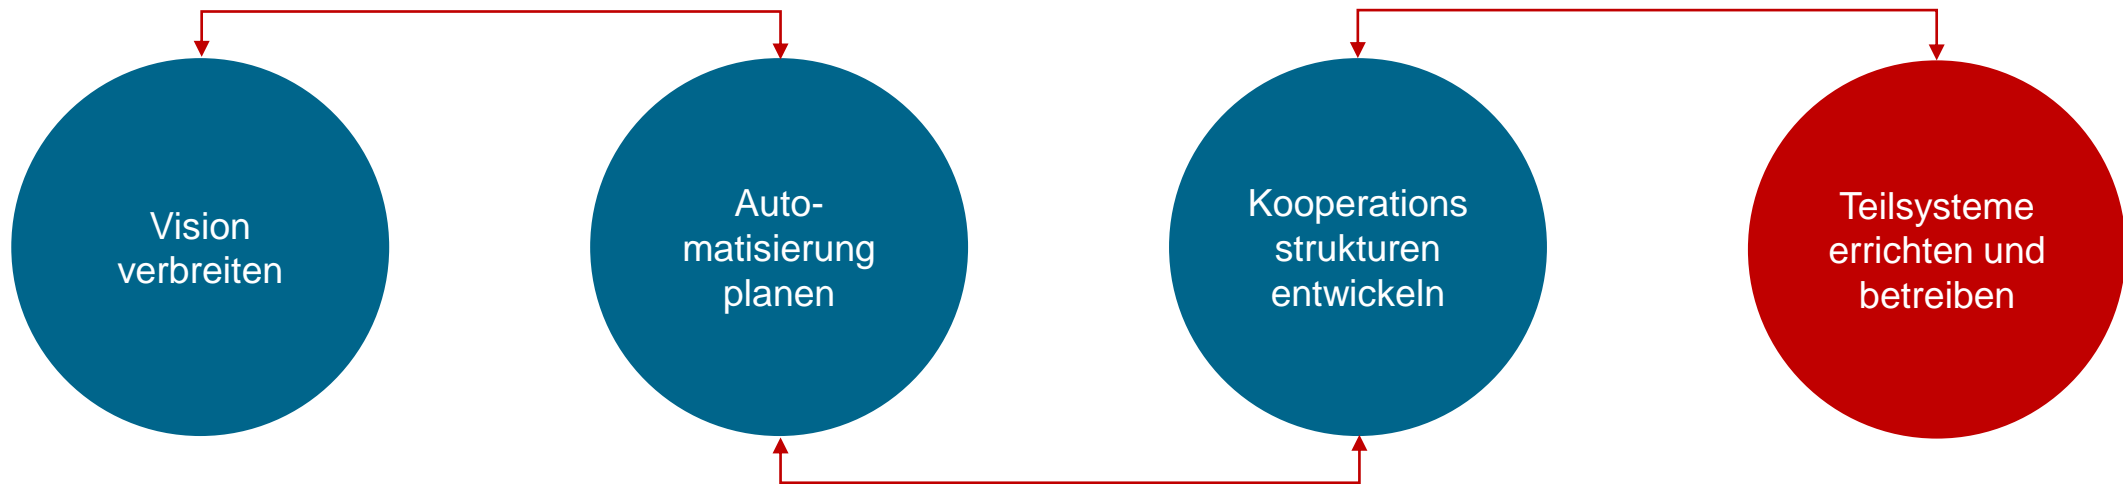 Vision
verbreiten
Auto-
matisierung
planen
Kooperations
strukturen
entwickeln
Teilsysteme
errichten und
betreiben